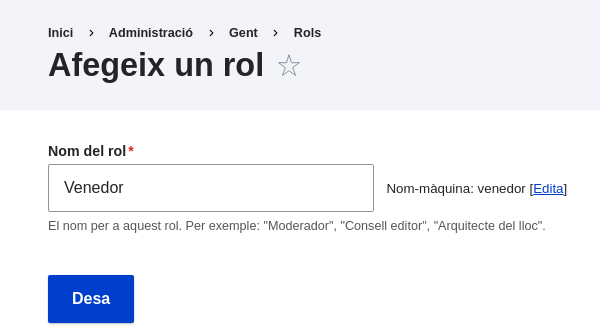 Inici › Administració › Gent › Rols
Afegeix un rol ☆
Nom del rol*
Venedor
Nom-màquina: venedor [Edita]
El nom per a aquest rol. Per exemple: "Moderador", "Consell editor", "Arquitecte del lloc".
Desa